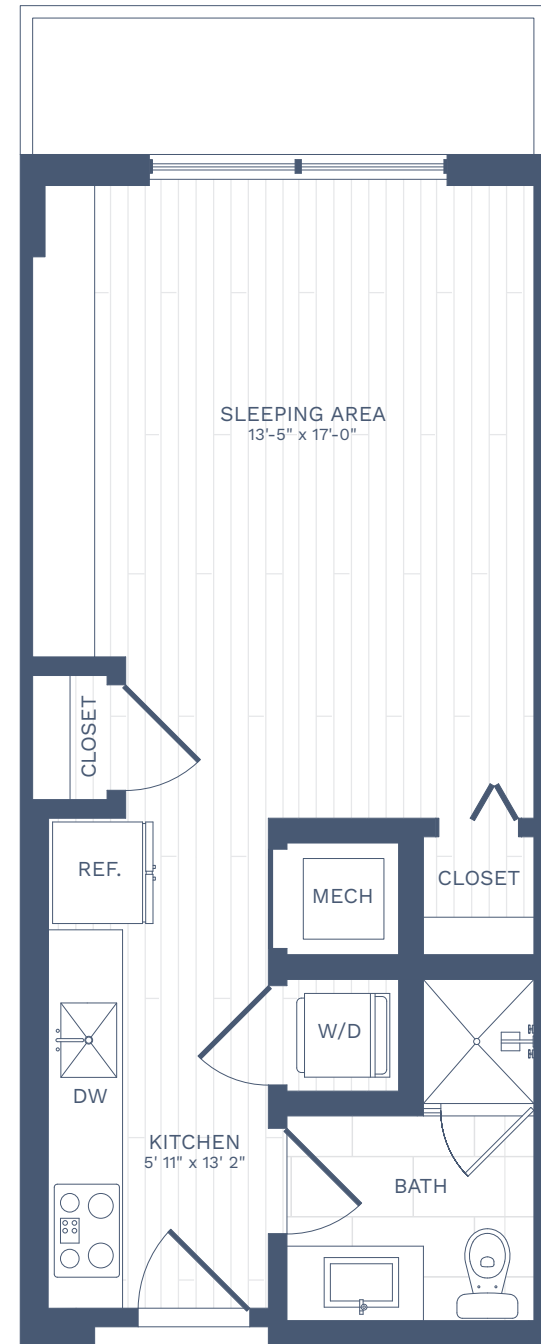 SLEEPING AREA
13'-5" x 17'-0"
CLOSET
REF.
MECH
CLOSET
W/D
DW
KITCHEN
5' 11" x 13' 2"
BATH